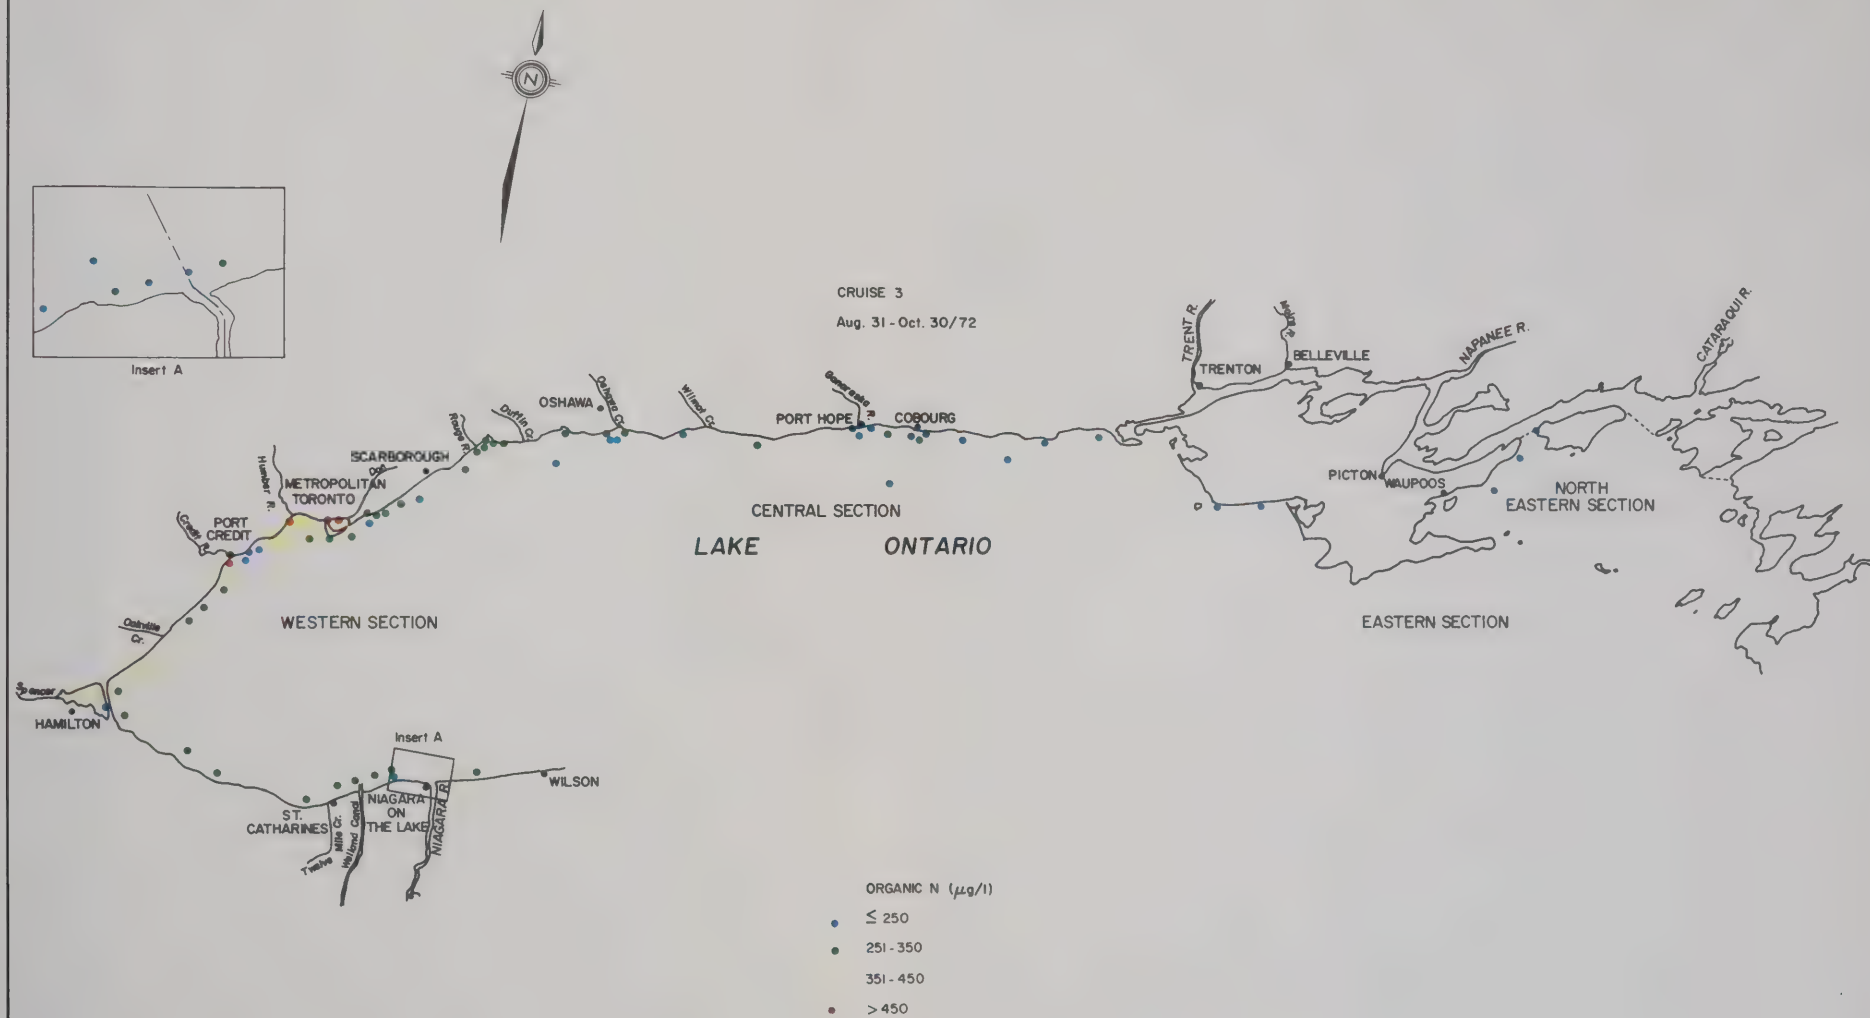 N
Insert A
CRUISE 3
Aug. 31 - Oct. 30/72
TRENT R.
Moira R.
NAPANEE R.
CATARAQUI R.
TRENTON
BELLEVILLE
OSHAWA
Oshawa Cr.
Wilmot Cr.
Ganaraska R.
PORT HOPE
COBOURG
Duffin Cr.
Rouge R.
SCARBOROUGH
Don
Humber R.
METROPOLITAN
TORONTO
PORT
CREDIT
Credit R.
PICTON
WAUPOOS
NORTH
EASTERN SECTION
CENTRAL SECTION
LAKE ONTARIO
WESTERN SECTION
EASTERN SECTION
Oakville
Cr.
Spencer
HAMILTON
Insert A
WILSON
ST.
CATHARINES
Twelve Mile Cr.
Welland Canal
NIAGARA
ON
THE LAKE
NIAGARA R.
ORGANIC N (µg/l)
≤ 250
251 - 350
351 - 450
> 450